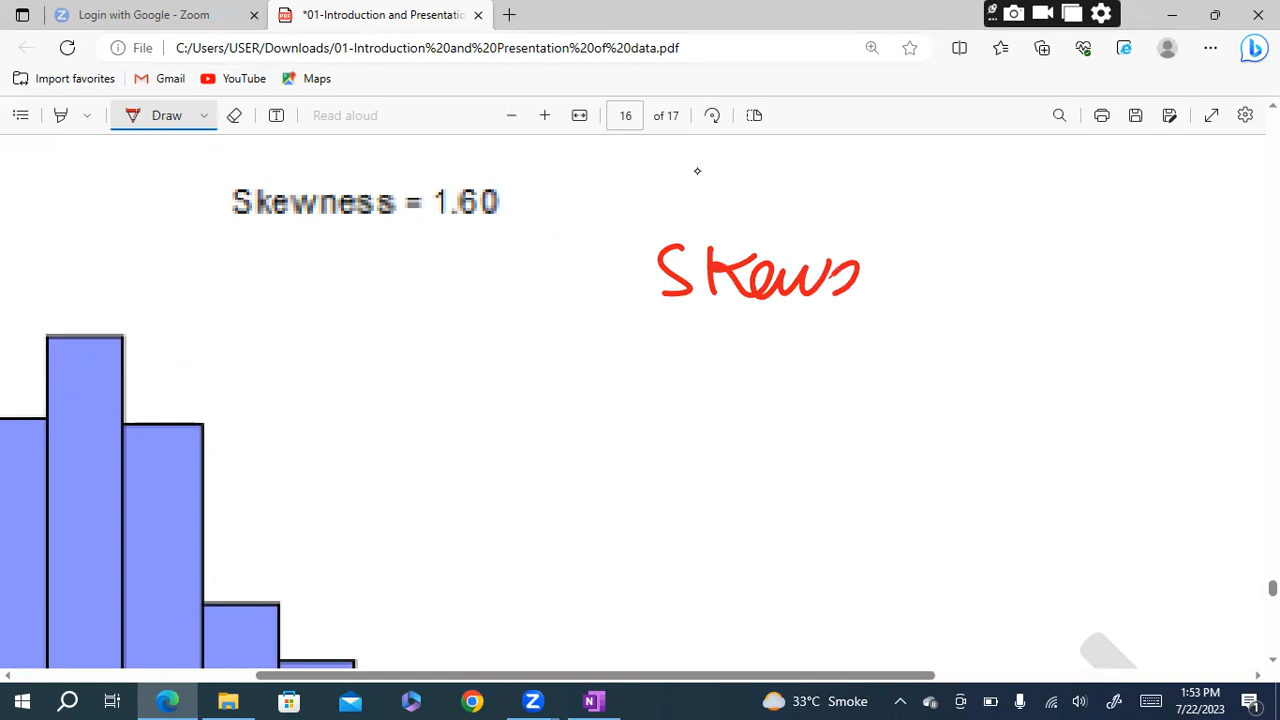 Login with Google - Zoom
*01-Introduction and Presentatio
File C:/Users/USER/Downloads/01-Introduction%20and%20Presentation%20of%20data.pdf
Import favorites Gmail YouTube Maps
Draw Read aloud 16 of 17
Skewness = 1.60
Skews
33°C Smoke 1:53 PM
7/22/2023